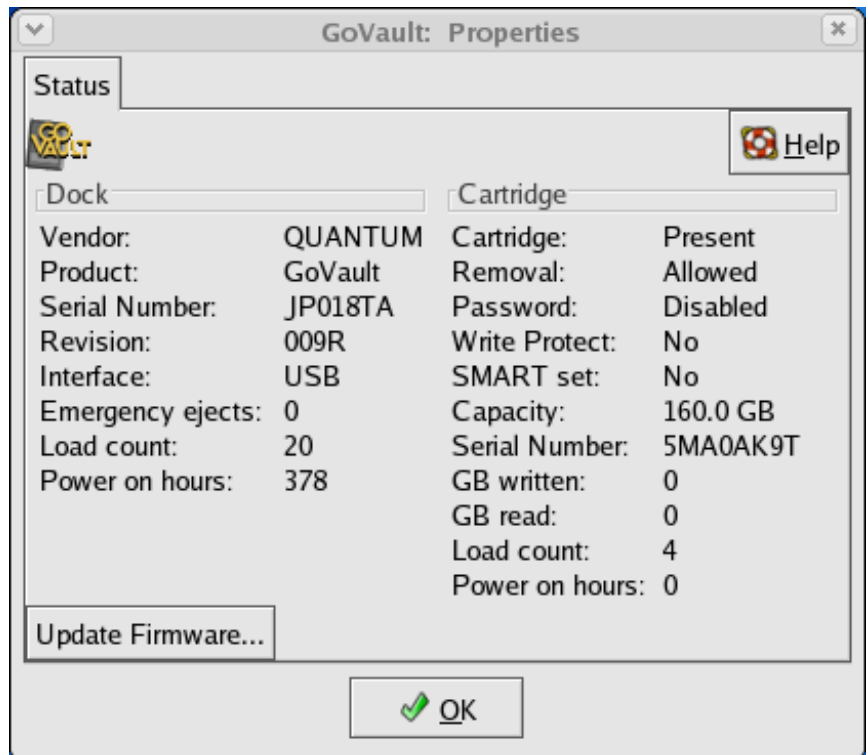 GoVault: Properties
Status
GO
VAULT
Help
Dock
Vendor: QUANTUM
Product: GoVault
Serial Number: JP018TA
Revision: 009R
Interface: USB
Emergency ejects: 0
Load count: 20
Power on hours: 378
Cartridge
Cartridge: Present
Removal: Allowed
Password: Disabled
Write Protect: No
SMART set: No
Capacity: 160.0 GB
Serial Number: 5MA0AK9T
GB written: 0
GB read: 0
Load count: 4
Power on hours: 0
Update Firmware...
OK